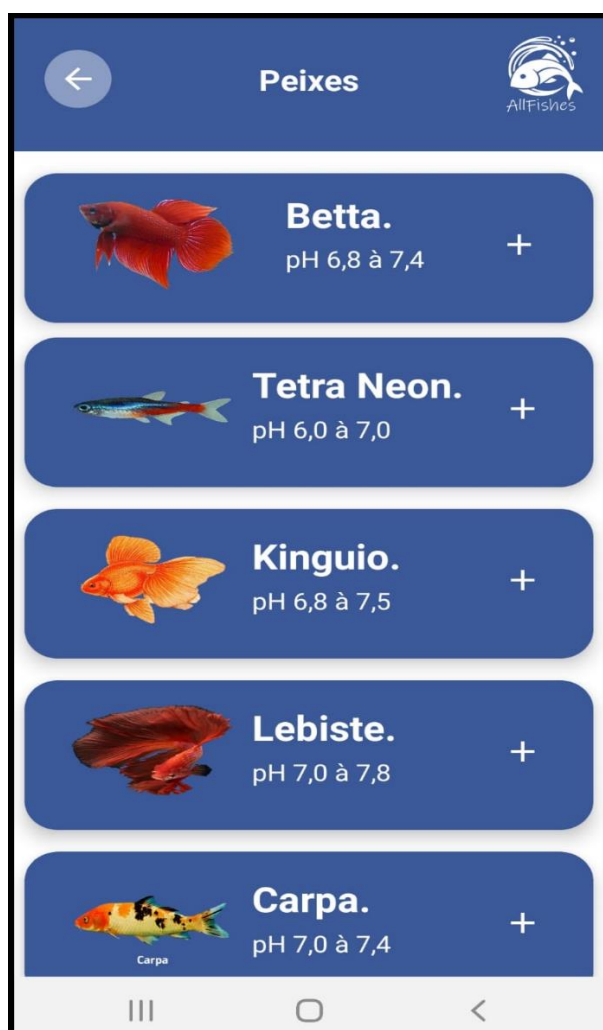 Peixes
AllFishes
Betta.
pH 6,8 à 7,4
+
Tetra Neon.
pH 6,0 à 7,0
+
Kinguio.
pH 6,8 à 7,5
+
Lebiste.
pH 7,0 à 7,8
+
Carpa.
pH 7,0 à 7,4
+
Carpa